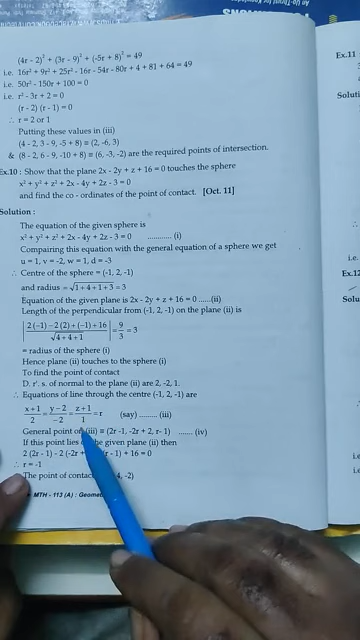 (4r - 2)² + (3r - 9)² + (-5r + 8)² = 49
i.e. 16r² + 9r² + 25r² - 16r - 54r - 80r + 4 + 81 + 64 = 49
i.e. 50r² - 150r + 100 = 0
i.e. r² - 3r + 2 = 0
(r - 2) (r - 1) = 0
∴ r = 2 or 1
Putting values in (iii)
(4 - 2, 3 - 9, -5 + 8) ≡ (2, -6, 3)
& (8 - 2, 6 - 9, -10 + 8) ≡ (6, -3, -2) are the required points of intersection.
Ex.10 : Show that the plane 2x - 2y + z + 16 = 0 touches the sphere
x² + y² + z² + 2x - 4y + 2z - 3 = 0
and find the co - ordinates of the point of contact. [Oct. 11]
Solution :
The equation of the given sphere is
x² + y² + z² + 2x - 4y + 2z - 3 = 0 ............ (i)
Compairing this equation with the general equation of a sphere we get
u = 1, v = -2, w = 1, d = -3
∴ Centre of the sphere = (-1, 2, -1)
and radius = √1 + 4 + 1 + 3 = 3
Equation of the given plane is 2x - 2y + z + 16 = 0 ......(ii)
Length of the perpendicular from (-1, 2, -1) on the plane (ii) is
|2(-1) - 2(2) + (-1) + 16 / √4 + 4 + 1| = 9/3 = 3
= radius of the sphere (i)
Hence plane (ii) touches to the sphere (i)
To find the point of contact
D. r'. s. of normal to the plane (ii) are 2, -2, 1.
∴ Equations of line through the centre (-1, 2, -1) are
x+1/2 = y-2/-2 = z+1/1 = r (say) ......... (iii)
General point of (iii) ≡ (2r -1, -2r + 2, r - 1) ....... (iv)
If this point lies the given plane (ii) then
2 (2r - 1) - 2 (-2r + (r - 1) + 16 = 0
∴ r = -1
The point of contact 4, -2)
MTH - 113 (A) : Geomet
Ex.11
Soluti
i.e.
Ex.12
Solu
i.e
i.e